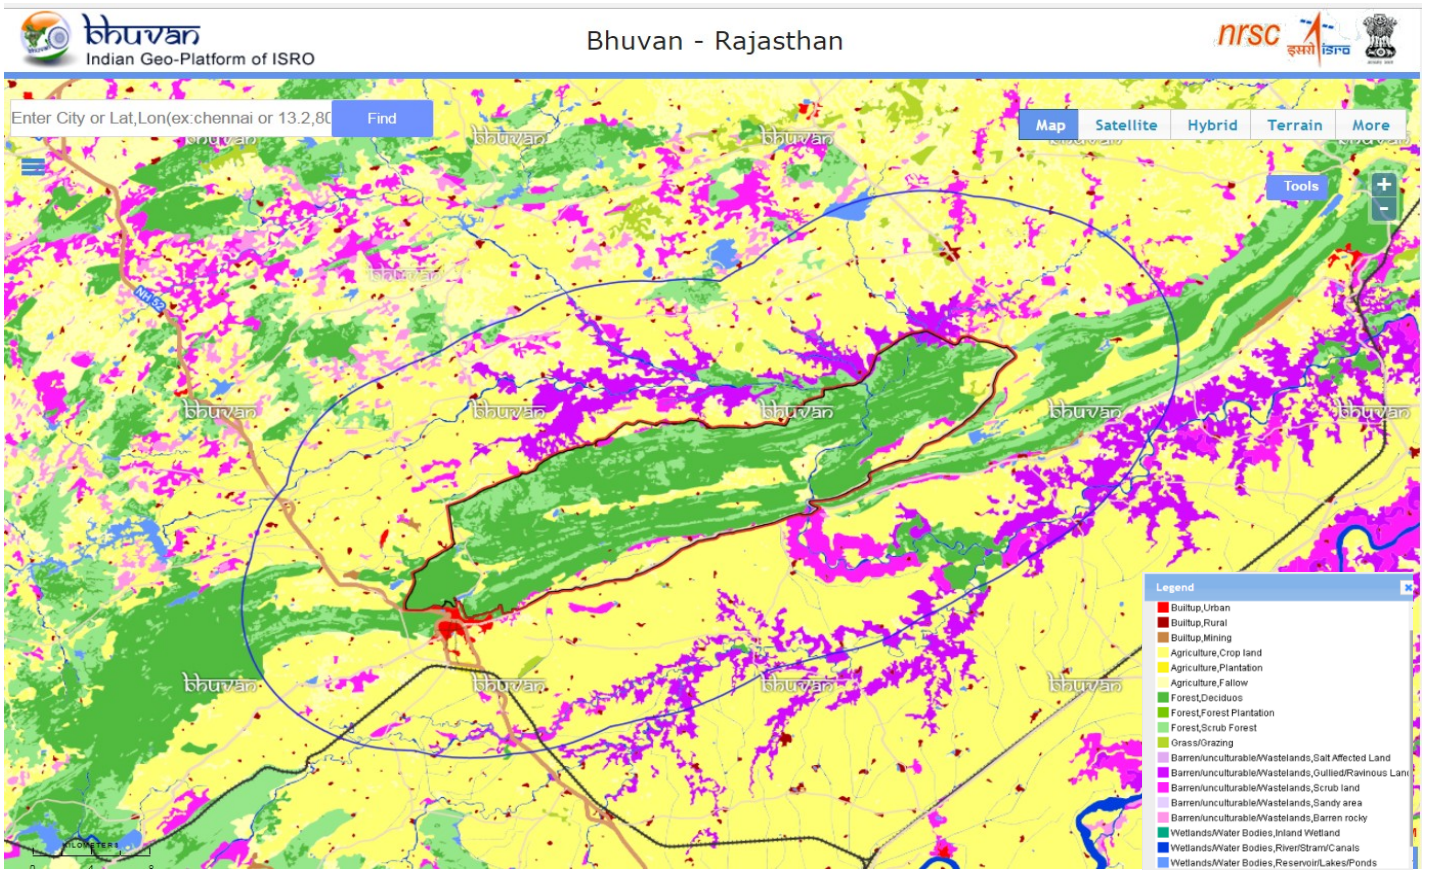 bhuvan
Indian Geo-Platform of ISRO
Bhuvan - Rajasthan
nrsc
इसरो isro
Enter City or Lat,Lon(ex:chennai or 13.2,80
Find
Map
Satellite
Hybrid
Terrain
More
bhuvan
bhuvan
bhuvan
bhuvan
bhuvan
Tools
+
-
bhuvan
NH 52
bhuvan
bhuvan
bhuvan
bhuvan
bhuvan
bhuvan
bhuvan
bhuvan
bhuvan
Legend
Builtup,Urban
Builtup,Rural
Builtup,Mining
Agriculture,Crop land
Agriculture,Plantation
Agriculture,Fallow
Forest,Deciduos
Forest,Forest Plantation
Forest,Scrub Forest
Grass/Grazing
Barren/unculturable/Wastelands,Salt Affected Land
Barren/unculturable/Wastelands,Gullied/Ravinous Lan
Barren/unculturable/Wastelands,Scrub land
Barren/unculturable/Wastelands,Sandy area
Barren/unculturable/Wastelands,Barren rocky
Wetlands/Water Bodies,Inland Wetland
Wetlands/Water Bodies,River/Stram/Canals
Wetlands/Water Bodies,Reservoir/Lakes/Ponds
KILOMETERS
0 4 8